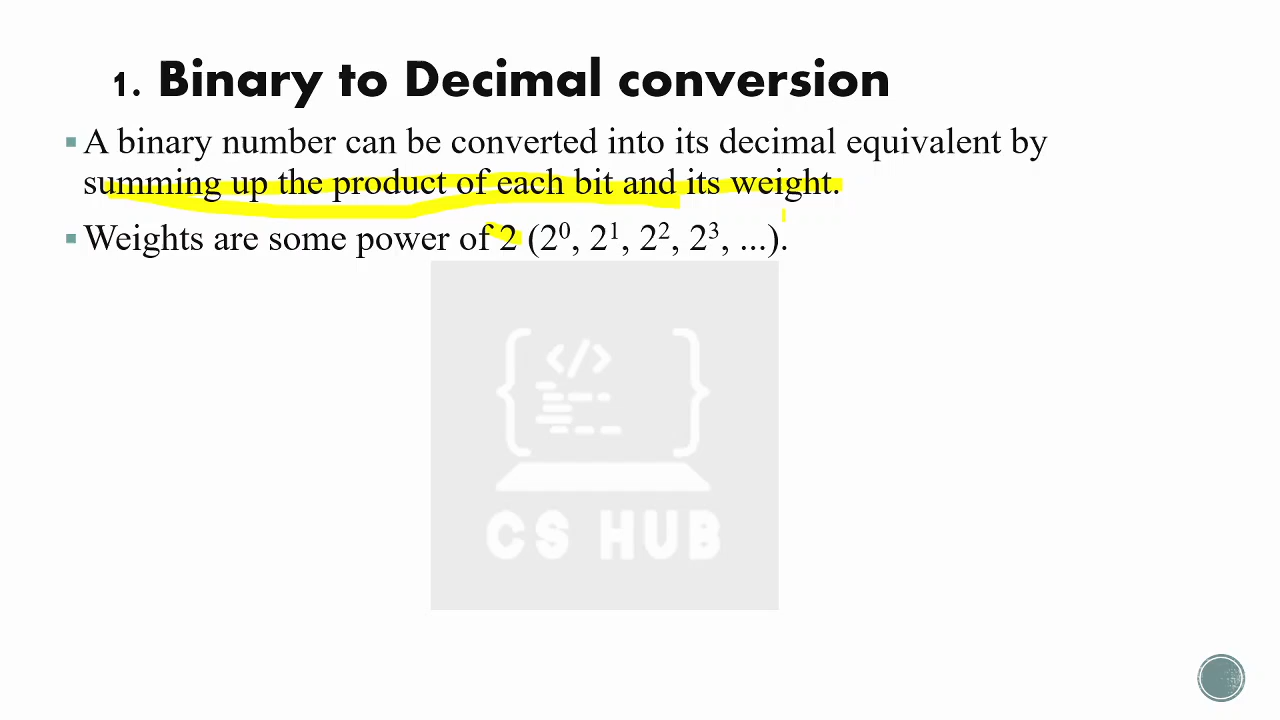 1. Binary to Decimal conversion
▪ A binary number can be converted into its decimal equivalent by
summing up the product of each bit and its weight.
▪ Weights are some power of 2 (2⁰, 2¹, 2², 2³, ...).
</>
CS HUB